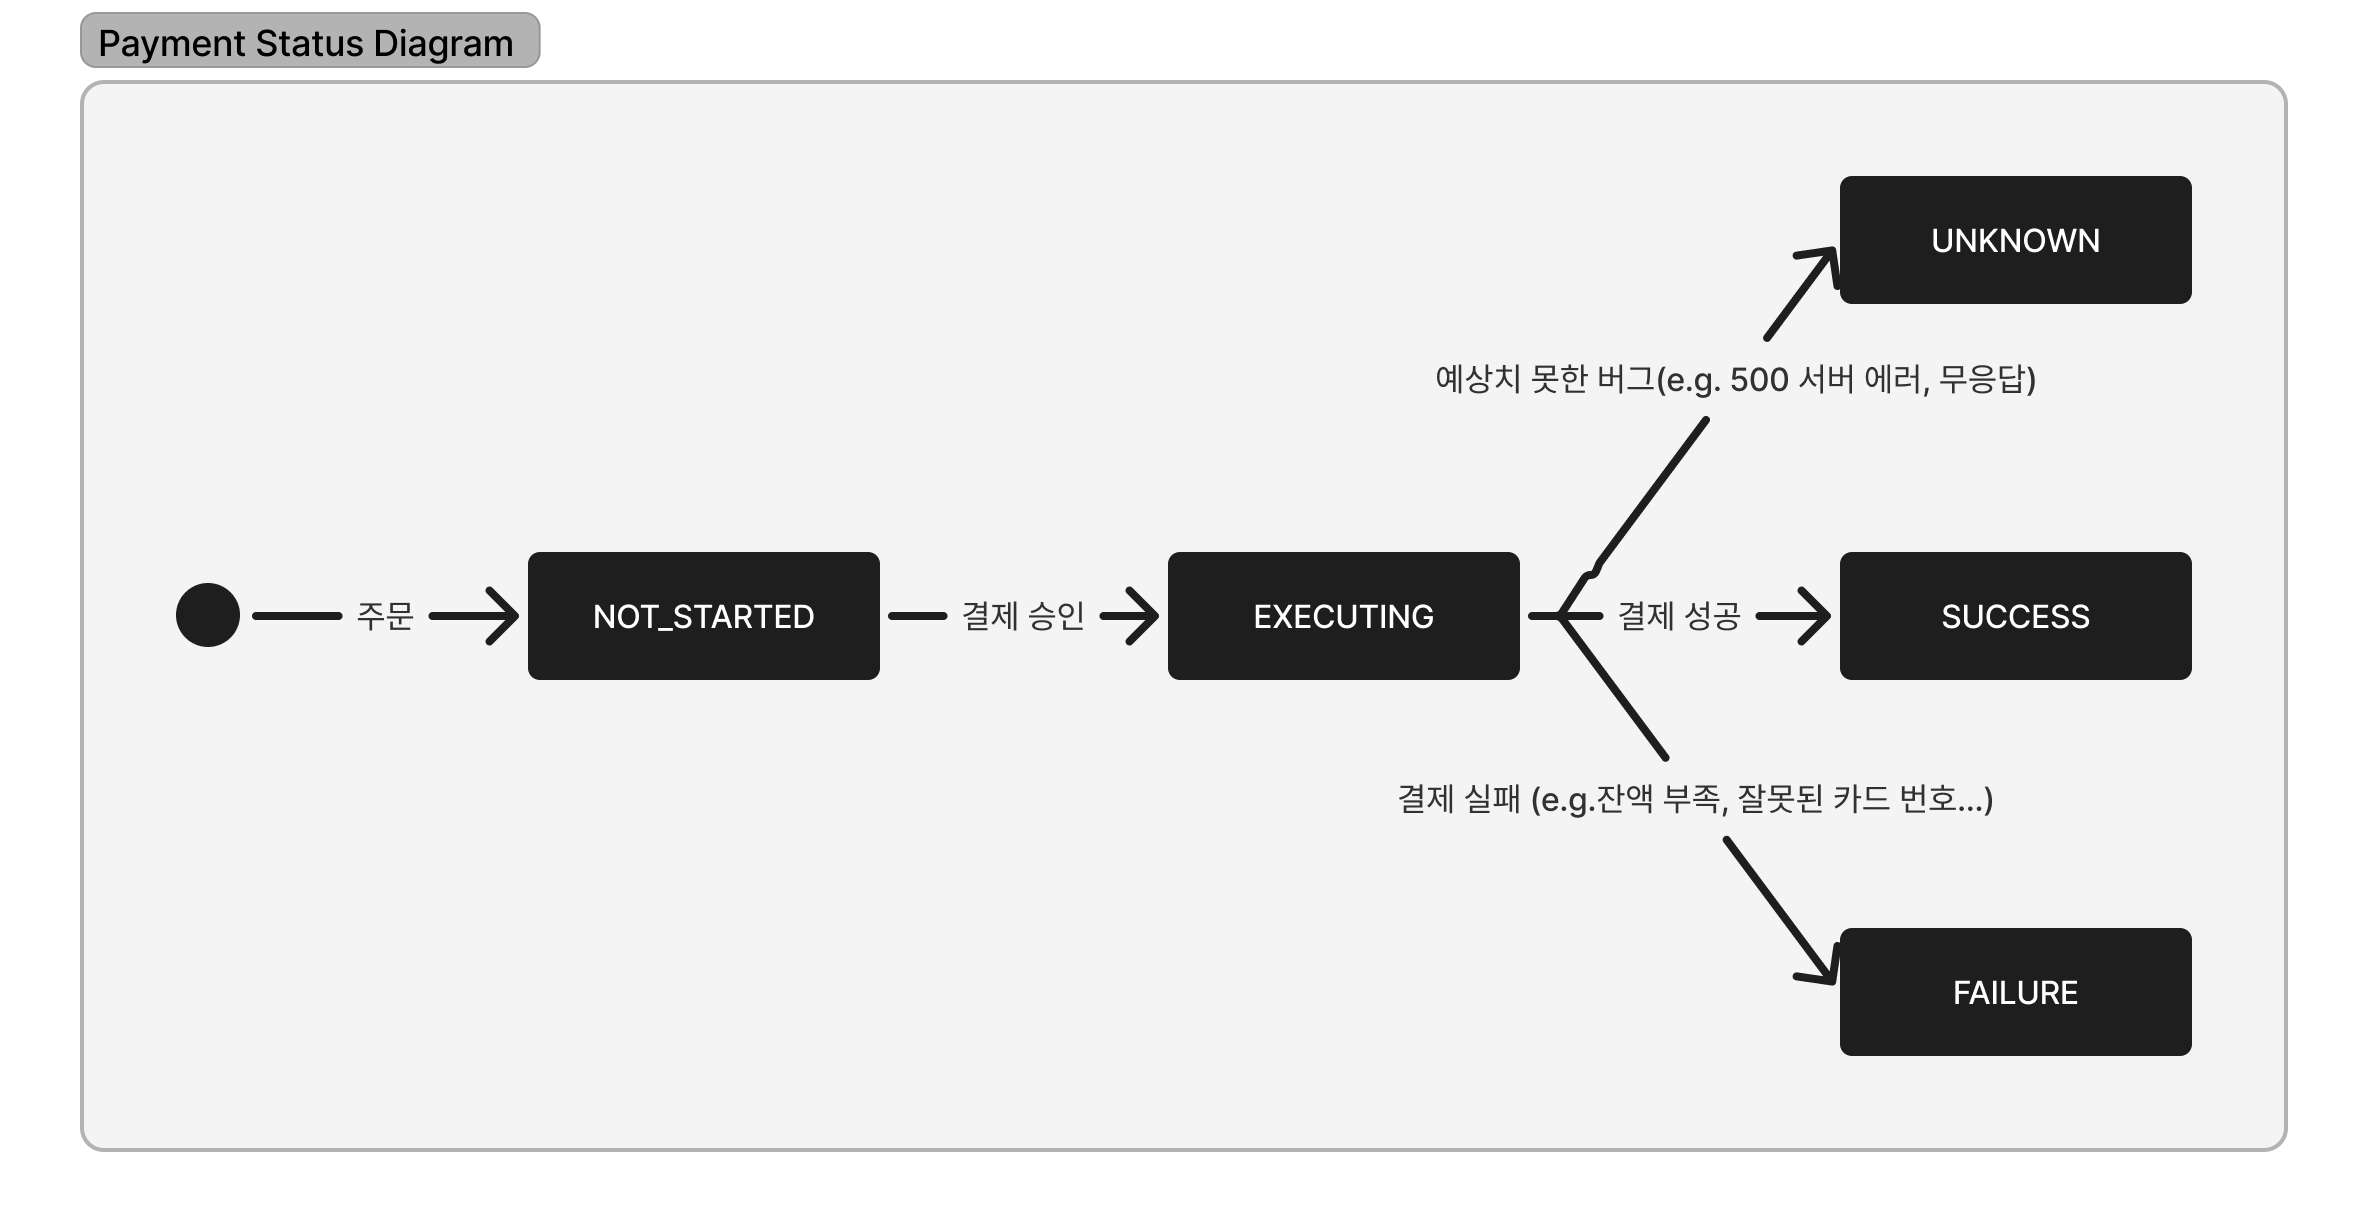 Payment Status Diagram
UNKNOWN
예상치 못한 버그(e.g. 500 서버 에러, 무응답)
주문
NOT_STARTED
결제 승인
EXECUTING
결제 성공
SUCCESS
결제 실패 (e.g.잔액 부족, 잘못된 카드 번호...)
FAILURE